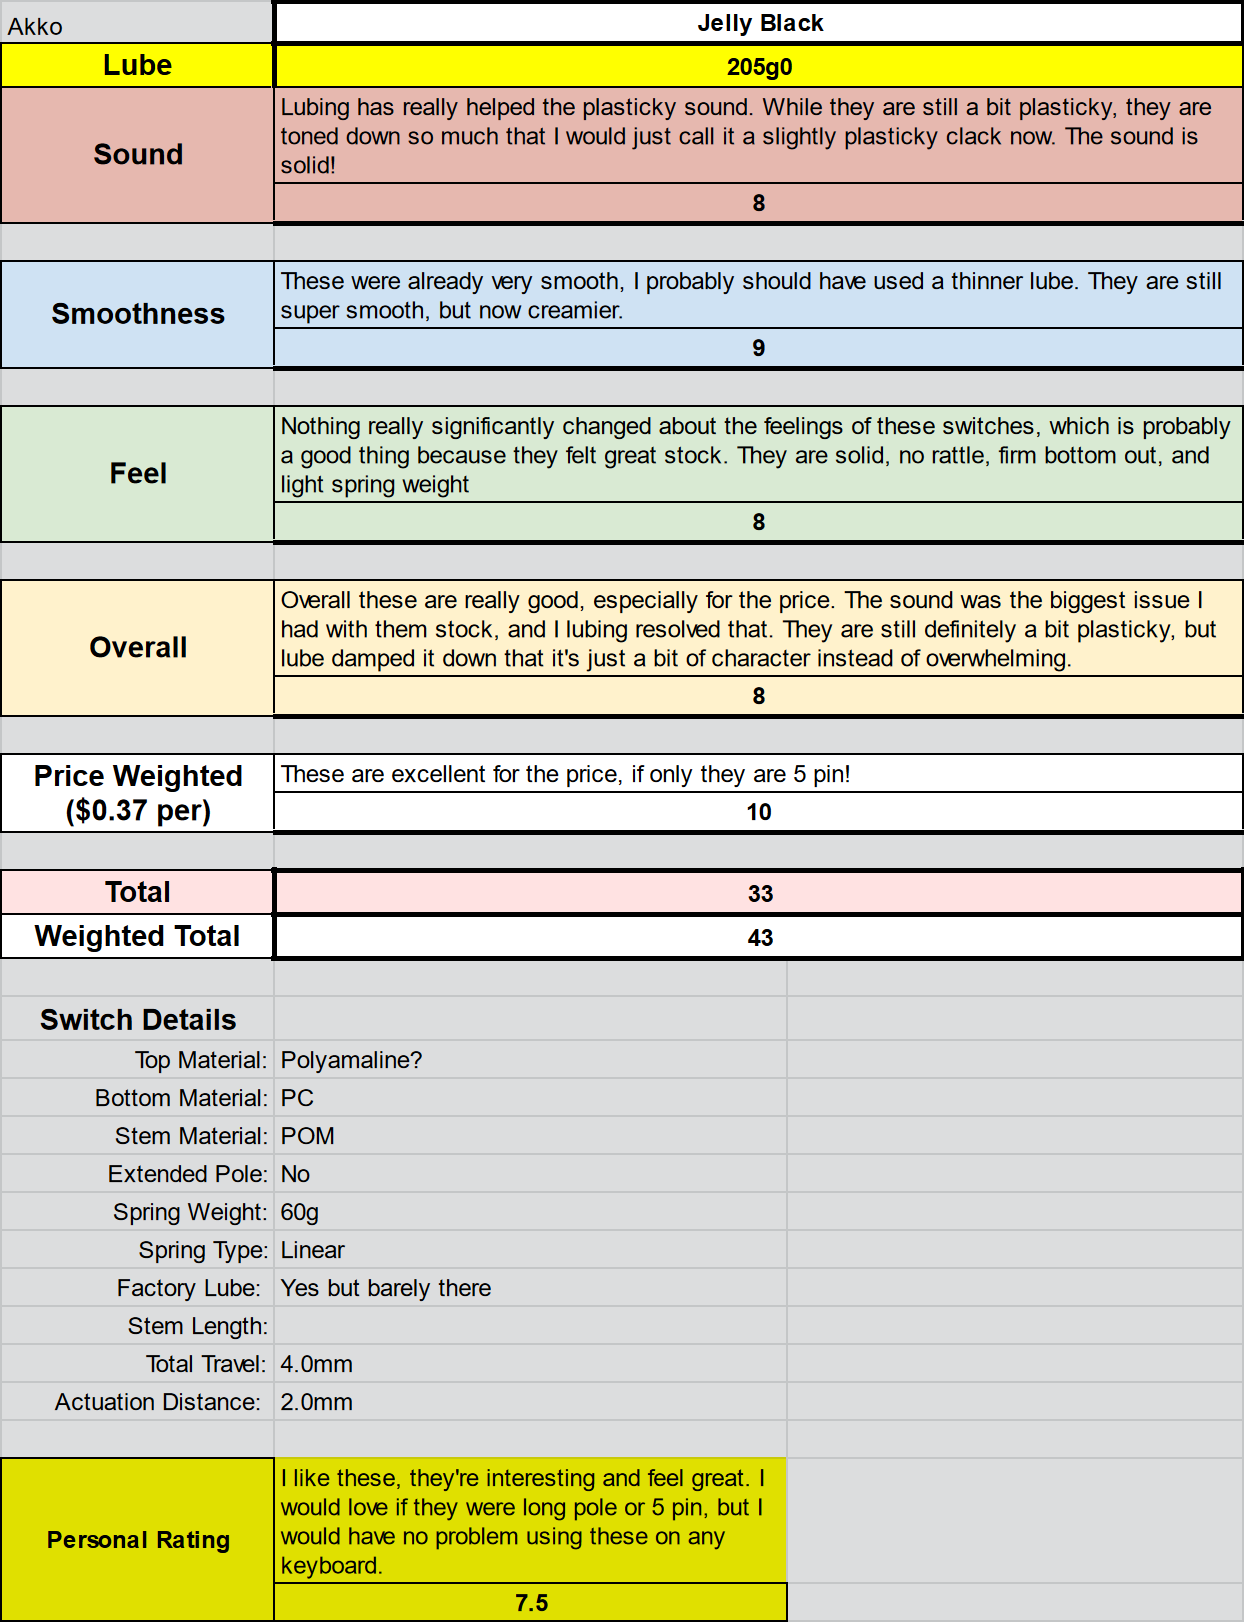 Akko
Jelly Black
Lube
205g0
Sound
Lubing has really helped the plasticky sound. While they are still a bit plasticky, they are
toned down so much that I would just call it a slightly plasticky clack now. The sound is
solid!
8
Smoothness
These were already very smooth, I probably should have used a thinner lube. They are still
super smooth, but now creamier.
9
Feel
Nothing really significantly changed about the feelings of these switches, which is probably
a good thing because they felt great stock. They are solid, no rattle, firm bottom out, and
light spring weight
8
Overall
Overall these are really good, especially for the price. The sound was the biggest issue I
had with them stock, and I lubing resolved that. They are still definitely a bit plasticky, but
lube damped it down that it's just a bit of character instead of overwhelming.
8
Price Weighted
($0.37 per)
These are excellent for the price, if only they are 5 pin!
10
Total
33
Weighted Total
43
Switch Details
Top Material: Polyamaline?
Bottom Material: PC
Stem Material: POM
Extended Pole: No
Spring Weight: 60g
Spring Type: Linear
Factory Lube: Yes but barely there
Stem Length:
Total Travel: 4.0mm
Actuation Distance: 2.0mm
Personal Rating
I like these, they're interesting and feel great. I
would love if they were long pole or 5 pin, but I
would have no problem using these on any
keyboard.
7.5